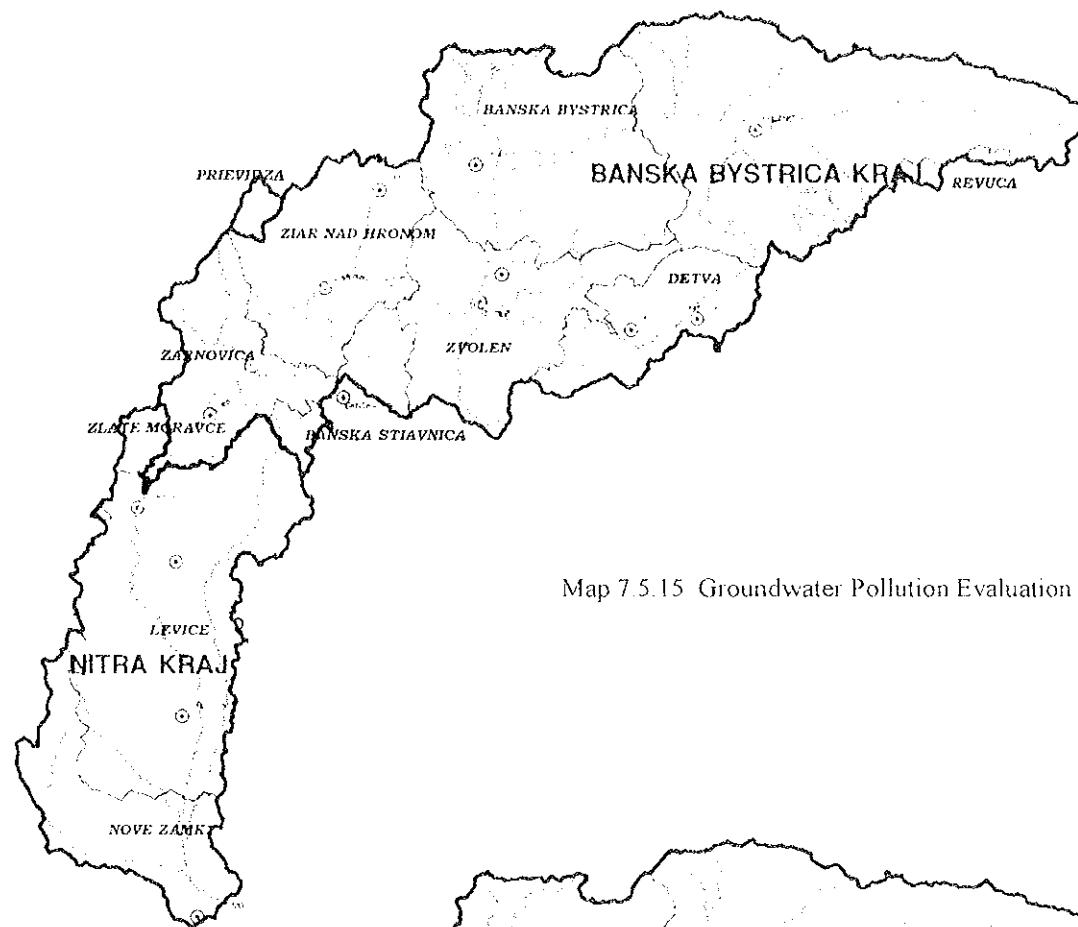 BANSKA BYSTRICA
BANSKA BYSTRICA KRAJ
PRIEVIDZA
REVUCA
ZIAR NAD HRONOM
DETVA
ZVOLEN
ZARNOVICA
ZLATE MORAVCE
BANSKA STIAVNICA
Map 7.5.15 Groundwater Pollution Evaluation
LEVICE
NITRA KRAJ
NOVE ZAMKY